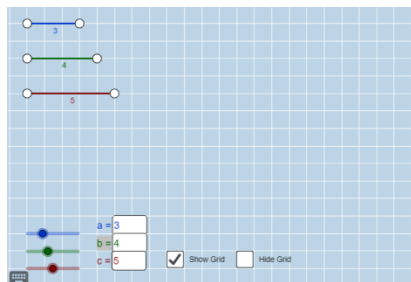 3
4
5
a = 3
b = 4
c = 5
Show Grid Hide Grid